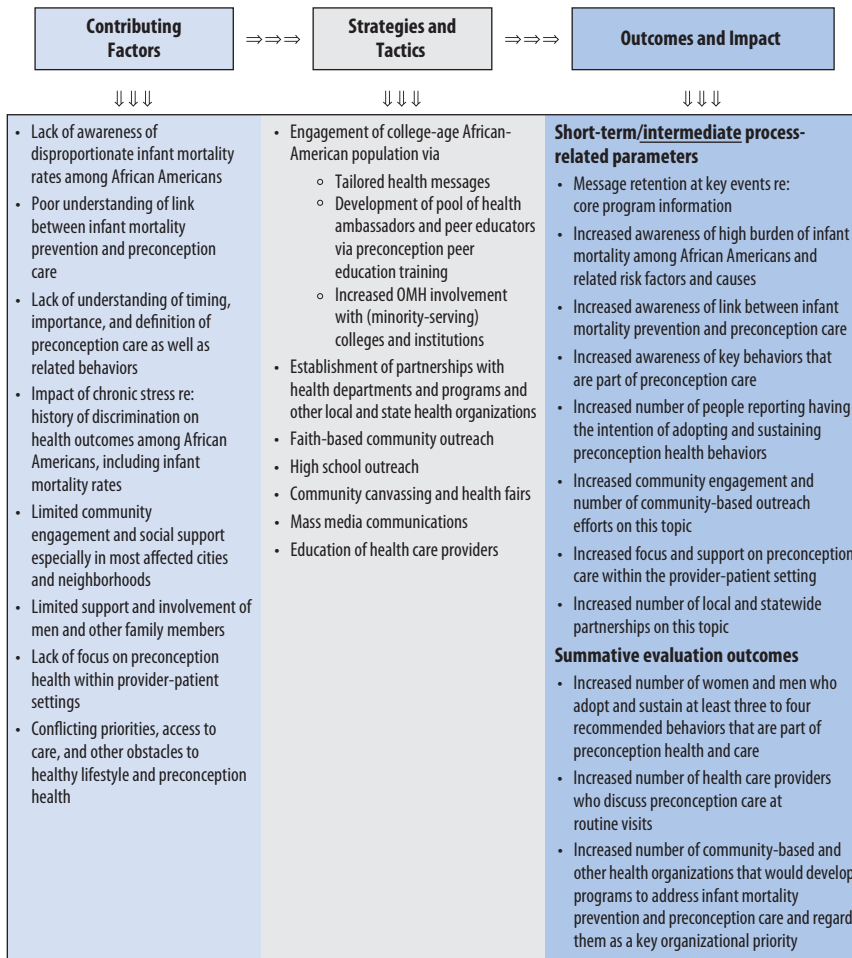 Contributing
Factors
⇒⇒⇒
Strategies and
Tactics
⇒⇒⇒
Outcomes and Impact
⇓⇓⇓
⇓⇓⇓
⇓⇓⇓
• Lack of awareness of
disproportionate infant mortality
rates among African Americans
• Poor understanding of link
between infant mortality
prevention and preconception
care
• Lack of understanding of timing,
importance, and definition of
preconception care as well as
related behaviors
• Impact of chronic stress re:
history of discrimination on
health outcomes among African
Americans, including infant
mortality rates
• Limited community
engagement and social support
especially in most affected cities
and neighborhoods
• Limited support and involvement of
men and other family members
• Lack of focus on preconception
health within provider-patient
settings
• Conflicting priorities, access to
care, and other obstacles to
healthy lifestyle and preconception
health
• Engagement of college-age African-
American population via
○ Tailored health messages
○ Development of pool of health
ambassadors and peer educators
via preconception peer
education training
○ Increased OMH involvement
with (minority-serving)
colleges and institutions
• Establishment of partnerships with
health departments and programs and
other local and state health organizations
• Faith-based community outreach
• High school outreach
• Community canvassing and health fairs
• Mass media communications
• Education of health care providers
Short-term/intermediate process-
related parameters
• Message retention at key events re:
core program information
• Increased awareness of high burden of infant
mortality among African Americans and
related risk factors and causes
• Increased awareness of link between infant
mortality prevention and preconception care
• Increased awareness of key behaviors that
are part of preconception care
• Increased number of people reporting having
the intention of adopting and sustaining
preconception health behaviors
• Increased community engagement and
number of community-based outreach
efforts on this topic
• Increased focus and support on preconception
care within the provider-patient setting
• Increased number of local and statewide
partnerships on this topic
Summative evaluation outcomes
• Increased number of women and men who
adopt and sustain at least three to four
recommended behaviors that are part of
preconception health and care
• Increased number of health care providers
who discuss preconception care at
routine visits
• Increased number of community-based and
other health organizations that would develop
programs to address infant mortality
prevention and preconception care and regard
them as a key organizational priority